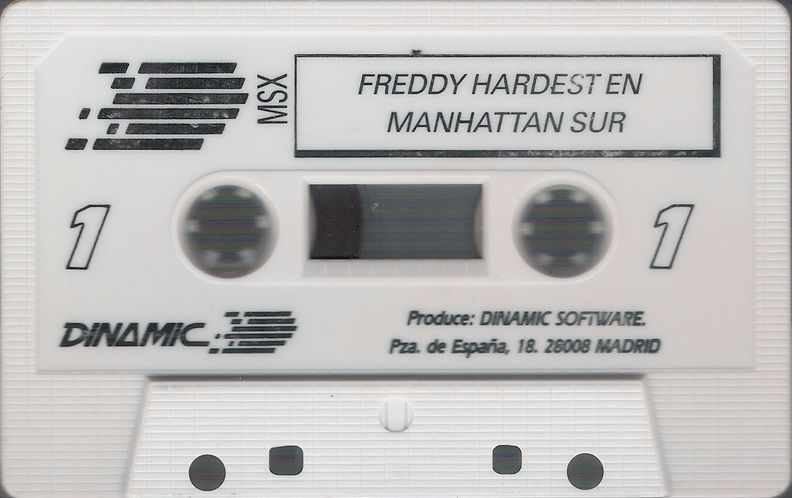 MSX
FREDDY HARDEST EN
MANHATTAN SUR
1 1
DINAMIC
Produce: DINAMIC SOFTWARE.
Pza. de España, 18. 28008 MADRID